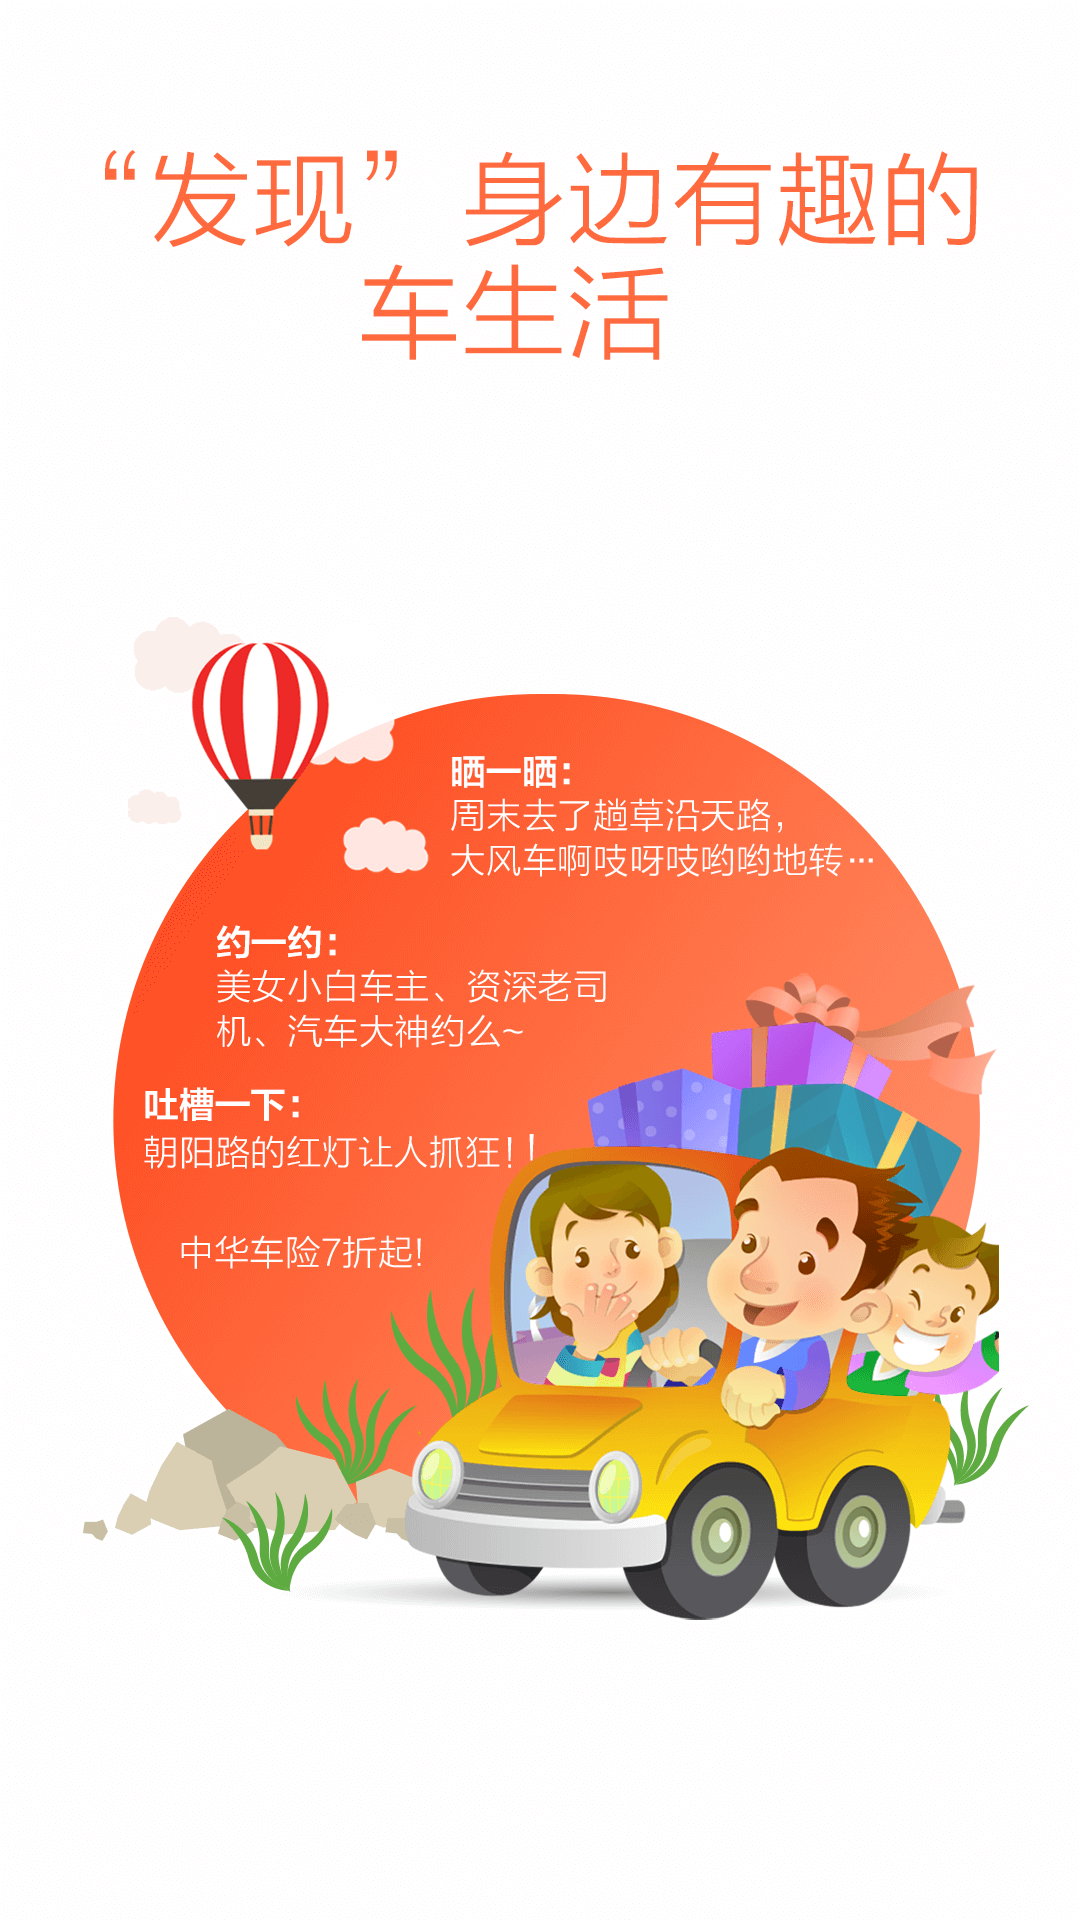 “发现”身边有趣的
车生活
晒一晒：
周末去了趟草沿天路，
大风车啊吱呀吱哟哟地转…
约一约：
美女小白车主、资深老司
机、汽车大神约么~
吐槽一下：
朝阳路的红灯让人抓狂！！
中华车险7折起!